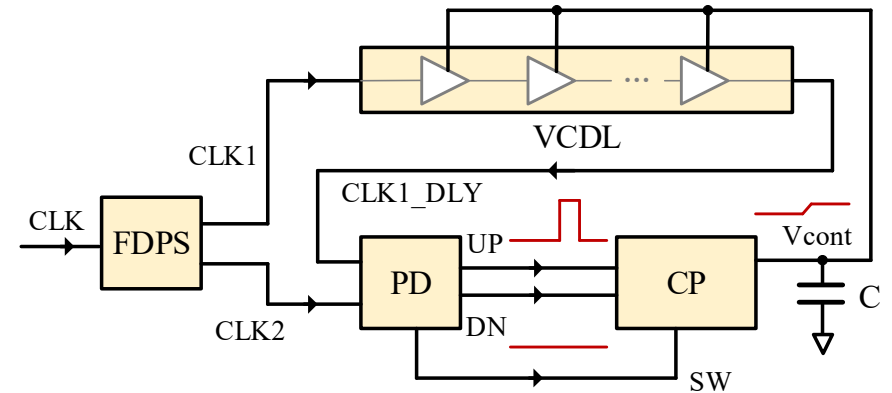 VCDL
CLK1
CLK1_DLY
CLK
FDPS
UP
Vcont
PD
CP
C
CLK2
DN
SW
...